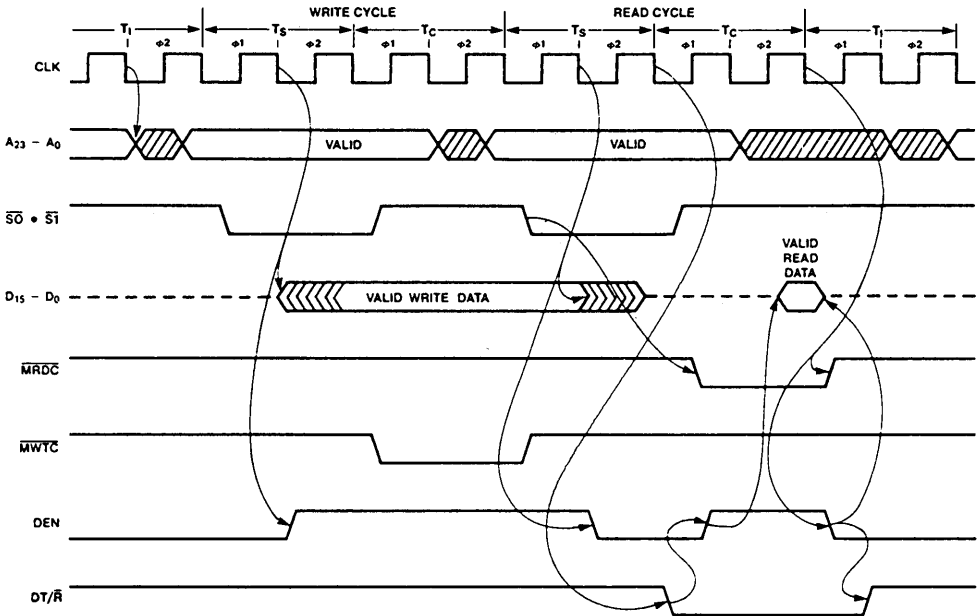 WRITE CYCLE READ CYCLE
TI TS TC TS TC TI
φ2 φ1 φ2 φ1 φ2 φ1 φ2 φ1 φ2 φ1 φ2
CLK
A23 – A0 VALID VALID
S0 • S1
VALID
READ
DATA
D15 – D0 VALID WRITE DATA
MRDC
MWTC
DEN
DT/R